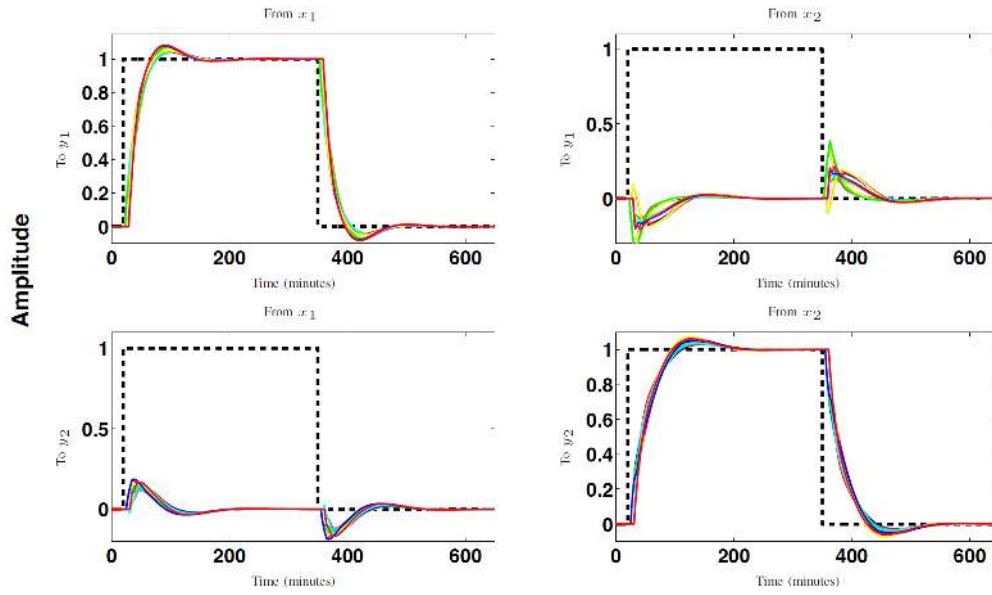 Amplitude
From x₁
To y₁
1
0.8
0.6
0.4
0.2
0
0 200 400 600
Time (minutes)
From x₂
To y₁
1
0.5
0
0 200 400 600
Time (minutes)
From x₁
To y₂
1
0.5
0
0 200 400 600
Time (minutes)
From x₂
To y₂
1
0.8
0.6
0.4
0.2
0
0 200 400 600
Time (minutes)